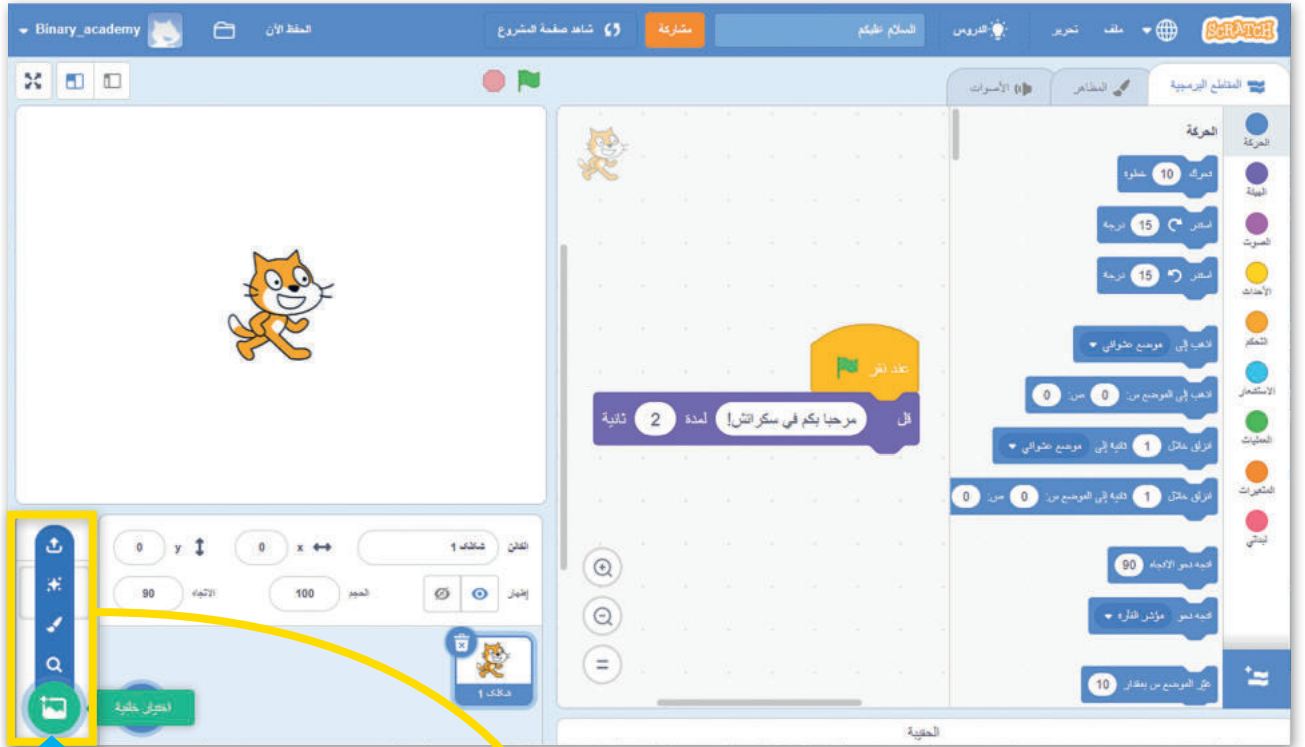 SCRATCH
ملف
تحرير
الدروس
السلام عليكم
مشاركة
شاهد صفحة المشروع
الحفظ الآن
Binary_academy
المقاطع البرمجية
المظاهر
الأصوات
الحركة
الهيئة
الصوت
الأحداث
التحكم
الاستشعار
العمليات
المتغيرات
لبناتي
الحركة
تحرك 10 خطوة
استدر 15 درجة
استدر 15 درجة
اذهب إلى موضع عشوائي
اذهب إلى الموضع س: 0 ص: 0
انزلق خلال 1 ثانية إلى موضع عشوائي
انزلق خلال 1 ثانية إلى الموضع س: 0 ص: 0
اتجه نحو الاتجاه 90
اتجه نحو مؤشر الفأرة
غيّر الموضع س بمقدار 10
عند نقر
قل مرحبا بكم في سكراتش! لمدة 2 ثانية
الكائن
x 0
y 0
إظهار
الحجم 100
الاتجاه 90
اختيار خلفية
الحقيبة